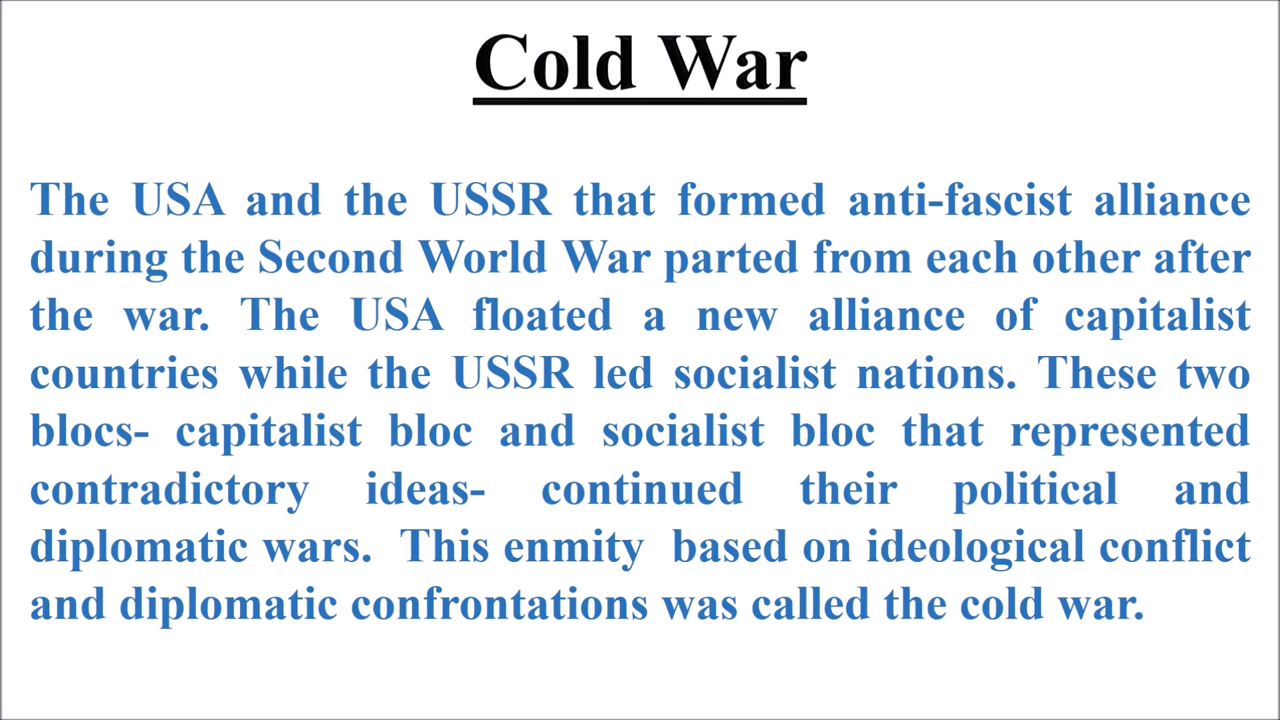 Cold War
The USA and the USSR that formed anti-fascist alliance
during the Second World War parted from each other after
the war. The USA floated a new alliance of capitalist
countries while the USSR led socialist nations. These two
blocs- capitalist bloc and socialist bloc that represented
contradictory ideas- continued their political and
diplomatic wars. This enmity based on ideological conflict
and diplomatic confrontations was called the cold war.